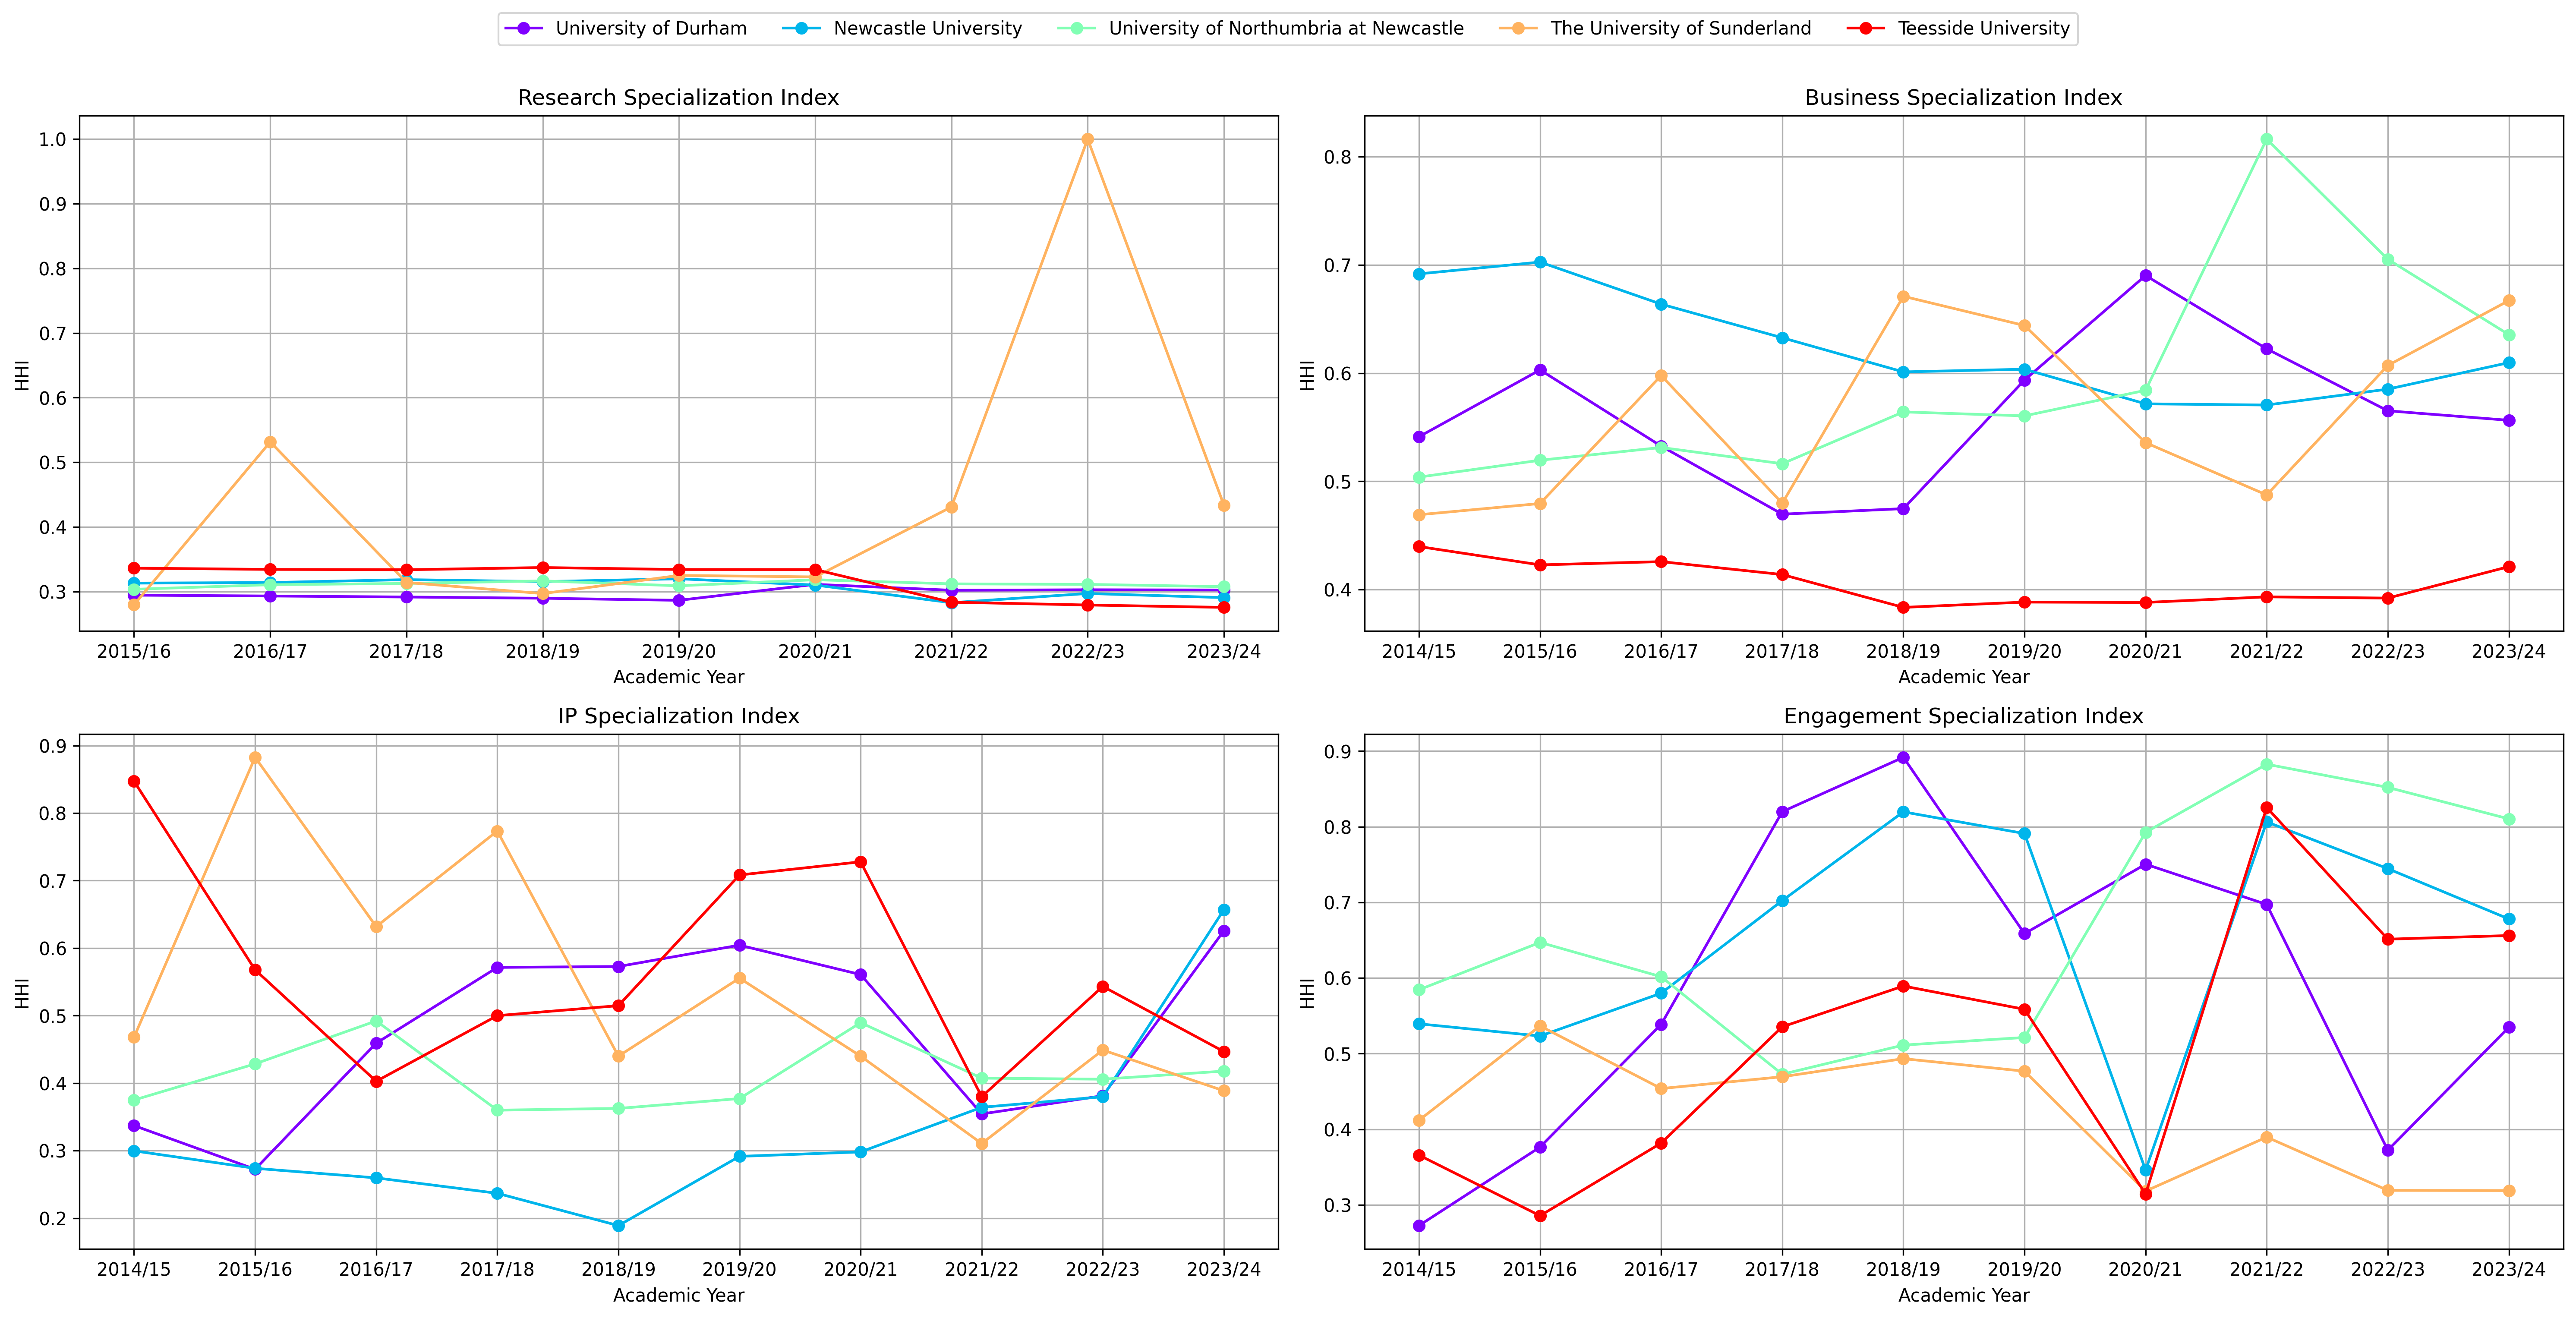 University of Durham Newcastle University University of Northumbria at Newcastle The University of Sunderland Teesside University
Research Specialization Index
HHI
1.0
0.9
0.8
0.7
0.6
0.5
0.4
0.3
2015/16 2016/17 2017/18 2018/19 2019/20 2020/21 2021/22 2022/23 2023/24
Academic Year
Business Specialization Index
HHI
0.8
0.7
0.6
0.5
0.4
2014/15 2015/16 2016/17 2017/18 2018/19 2019/20 2020/21 2021/22 2022/23 2023/24
Academic Year
IP Specialization Index
HHI
0.9
0.8
0.7
0.6
0.5
0.4
0.3
0.2
2014/15 2015/16 2016/17 2017/18 2018/19 2019/20 2020/21 2021/22 2022/23 2023/24
Academic Year
Engagement Specialization Index
HHI
0.9
0.8
0.7
0.6
0.5
0.4
0.3
2014/15 2015/16 2016/17 2017/18 2018/19 2019/20 2020/21 2021/22 2022/23 2023/24
Academic Year